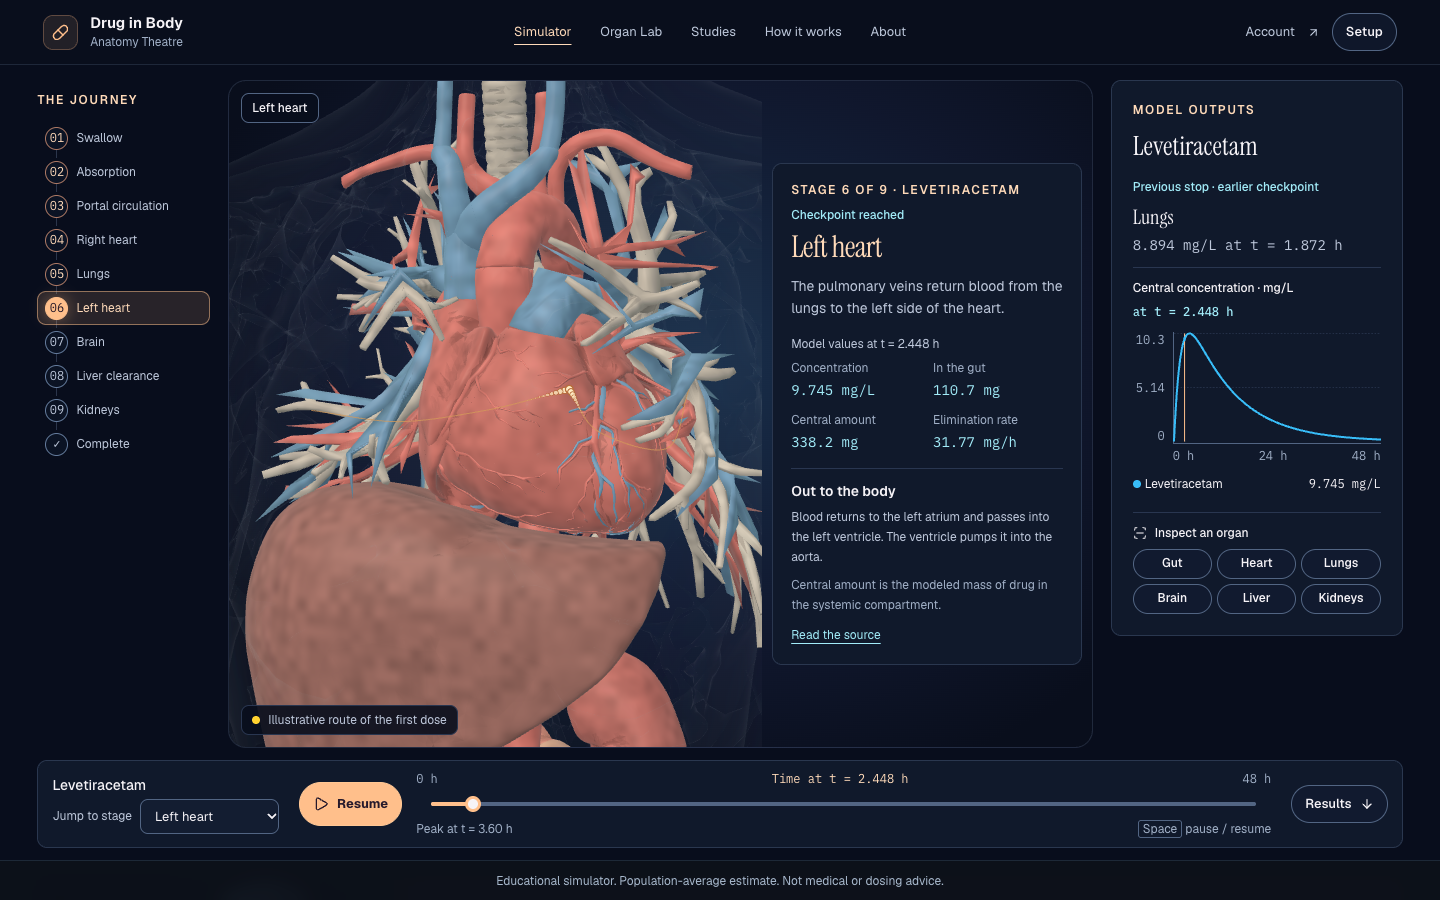 Drug in Body
Anatomy Theatre
Simulator
Organ Lab
Studies
How it works
About
Account
Setup
THE JOURNEY
01 Swallow
02 Absorption
03 Portal circulation
04 Right heart
05 Lungs
06 Left heart
07 Brain
08 Liver clearance
09 Kidneys
✓ Complete
Left heart
Illustrative route of the first dose
STAGE 6 OF 9 · LEVETIRACETAM
Checkpoint reached
Left heart
The pulmonary veins return blood from the
lungs to the left side of the heart.
Model values at t = 2.448 h
Concentration
In the gut
9.745 mg/L
110.7 mg
Central amount
Elimination rate
338.2 mg
31.77 mg/h
Out to the body
Blood returns to the left atrium and passes into
the left ventricle. The ventricle pumps it into the
aorta.
Central amount is the modeled mass of drug in
the systemic compartment.
Read the source
MODEL OUTPUTS
Levetiracetam
Previous stop · earlier checkpoint
Lungs
8.894 mg/L at t = 1.872 h
Central concentration · mg/L
at t = 2.448 h
10.3
5.14
0
0 h
24 h
48 h
Levetiracetam
9.745 mg/L
Inspect an organ
Gut
Heart
Lungs
Brain
Liver
Kidneys
Levetiracetam
Jump to stage
Left heart
Resume
0 h
Time at t = 2.448 h
48 h
Peak at t = 3.60 h
Space pause / resume
Results
Educational simulator. Population-average estimate. Not medical or dosing advice.